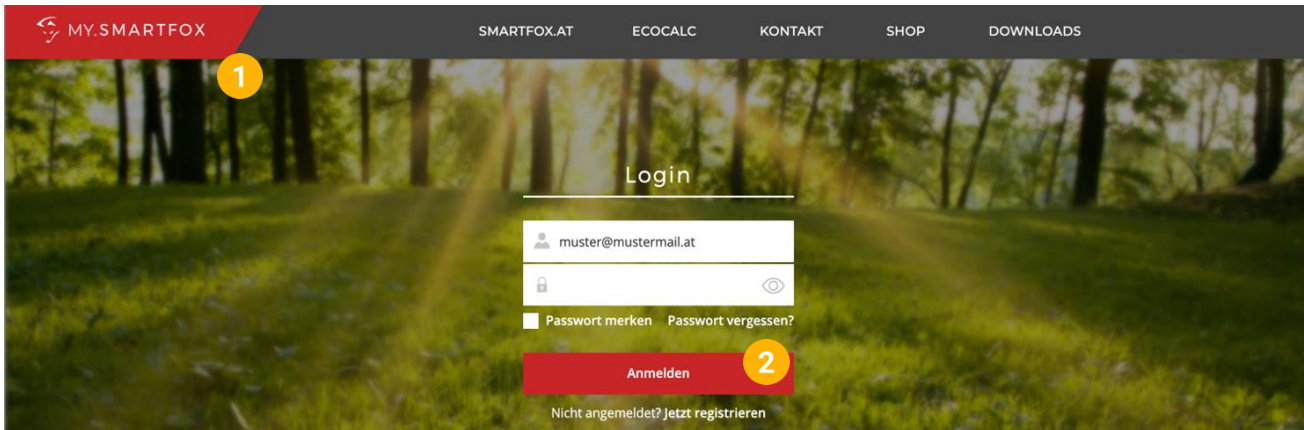 MY.SMARTFOX SMARTFOX.AT ECOCALC KONTAKT SHOP DOWNLOADS
1
Login
muster@mustermail.at
Passwort merken Passwort vergessen?
Anmelden 2
Nicht angemeldet? Jetzt registrieren